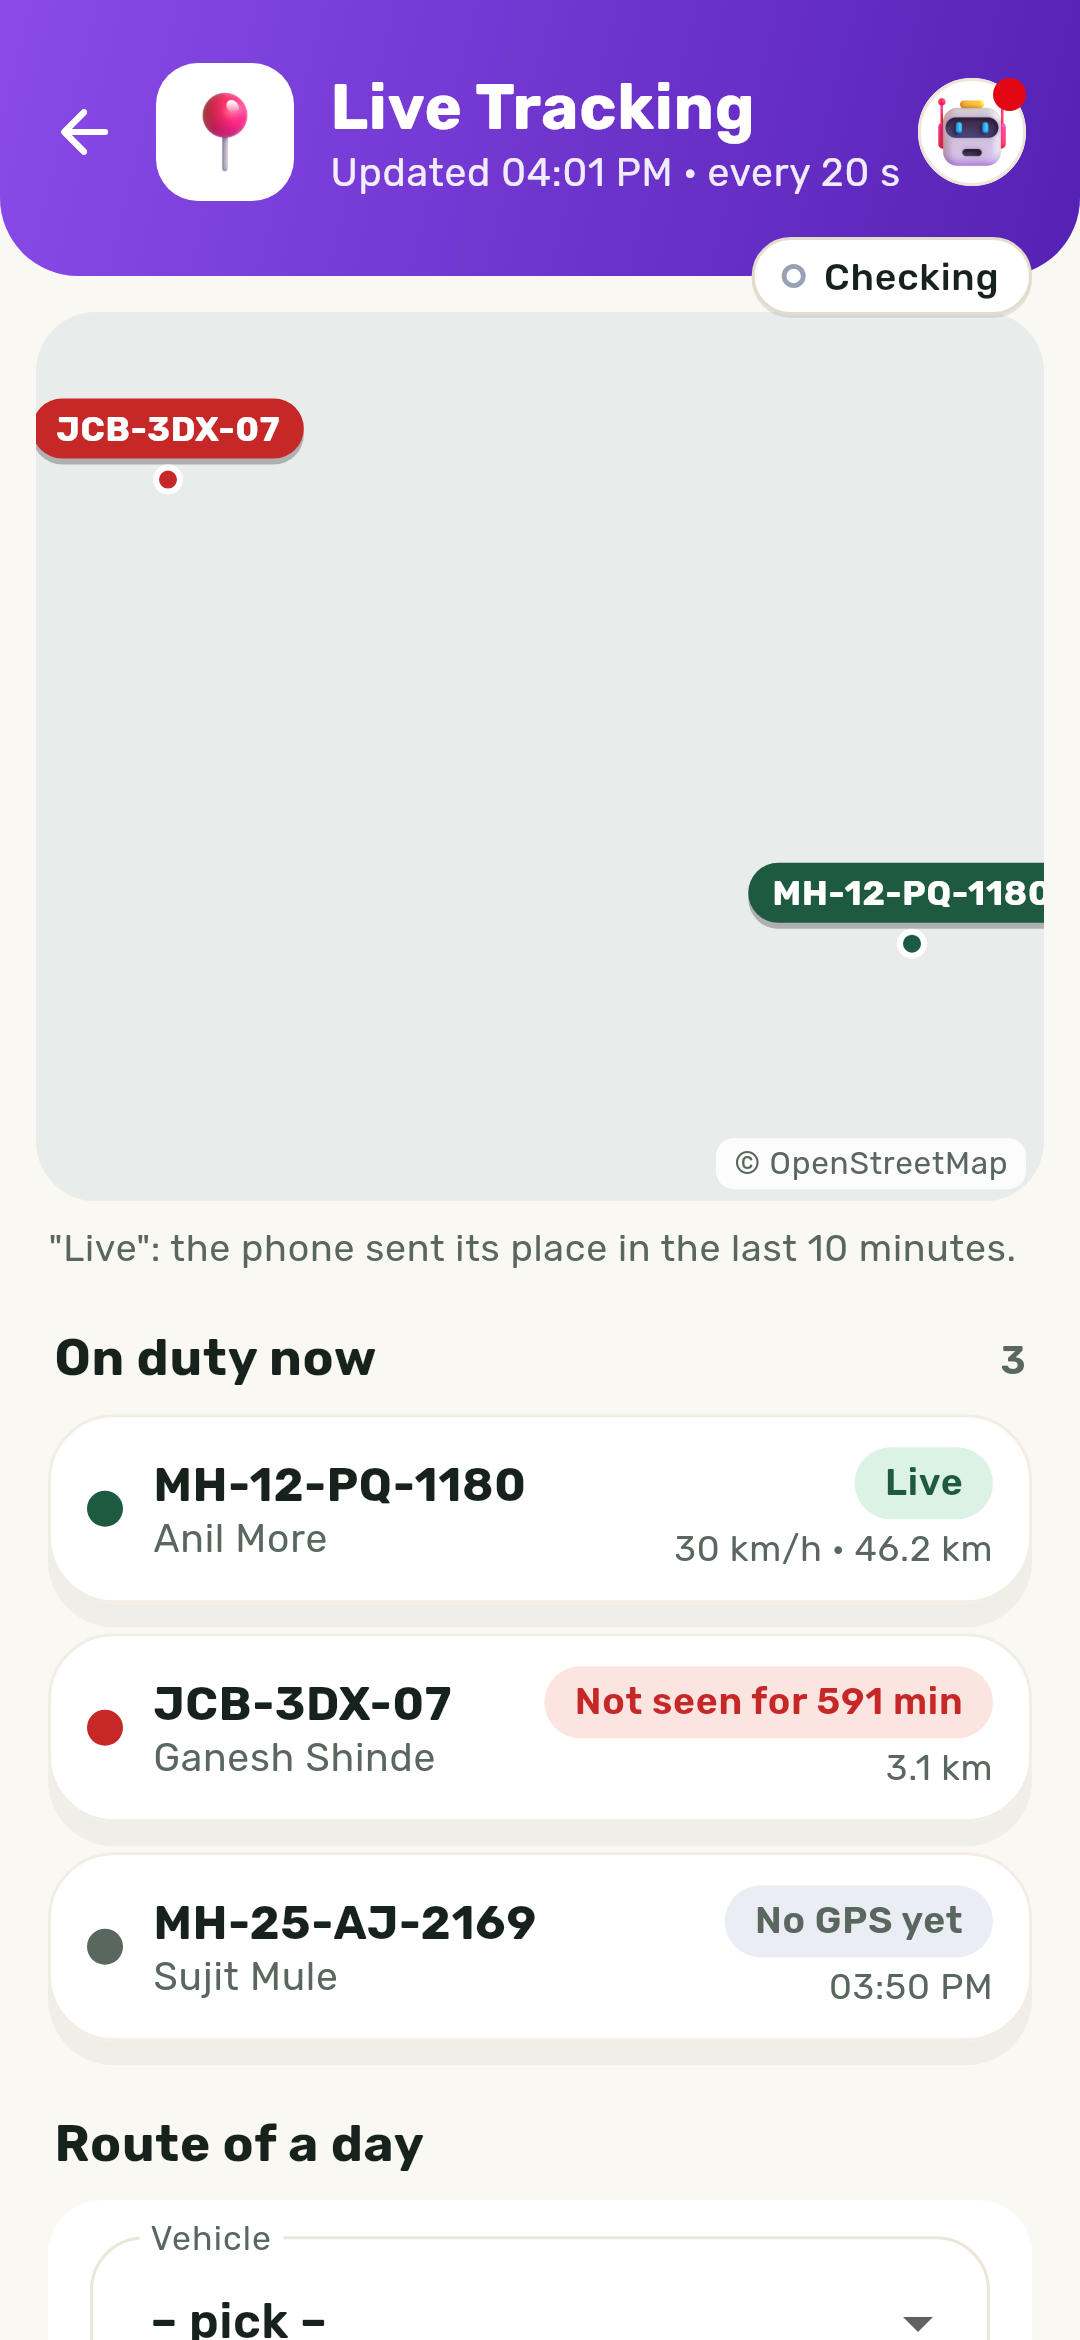 Live Tracking
Updated 04:01 PM • every 20 s
Checking
JCB-3DX-07
MH-12-PQ-1180
© OpenStreetMap
"Live": the phone sent its place in the last 10 minutes.
On duty now
3
MH-12-PQ-1180
Live
Anil More
30 km/h • 46.2 km
JCB-3DX-07
Not seen for 591 min
Ganesh Shinde
3.1 km
MH-25-AJ-2169
No GPS yet
Sujit Mule
03:50 PM
Route of a day
Vehicle
– pick –